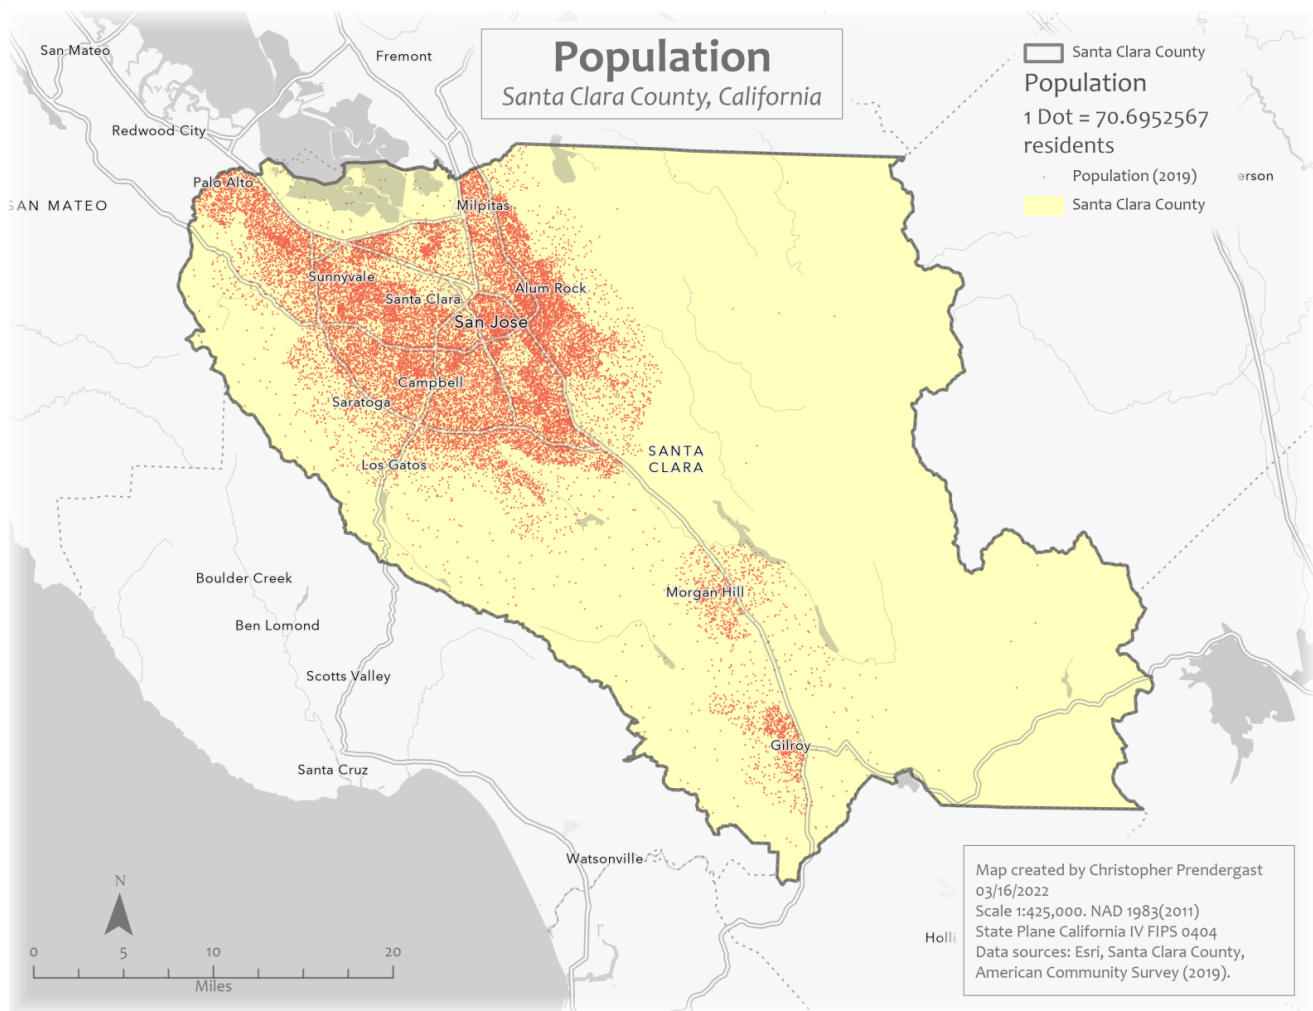 Population
Santa Clara County, California
Santa Clara County
Population
1 Dot = 70.6952567
residents
Population (2019)
Santa Clara County
erson
San Mateo
Fremont
Redwood City
Palo Alto
SAN MATEO
Milpitas
Sunnyvale
Alum Rock
Santa Clara
San Jose
Campbell
Saratoga
Los Gatos
SANTA
CLARA
Boulder Creek
Morgan Hill
Ben Lomond
Scotts Valley
Gilroy
Santa Cruz
Watsonville
Holli
N
0 5 10 20
Miles
Map created by Christopher Prendergast
03/16/2022
Scale 1:425,000. NAD 1983(2011)
State Plane California IV FIPS 0404
Data sources: Esri, Santa Clara County,
American Community Survey (2019).